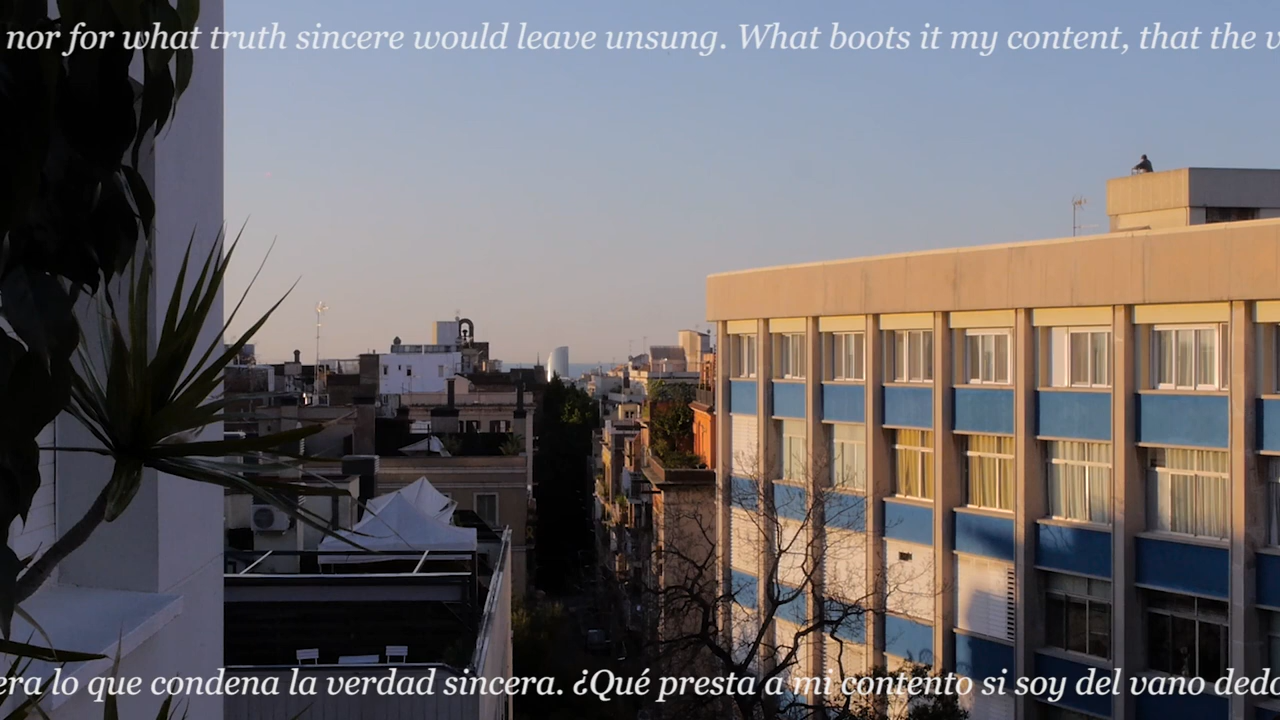 nor for what truth sincere would leave unsung. What boots it my content, that the
era lo que condena la verdad sincera. ¿Qué presta a mi contento si soy del vano